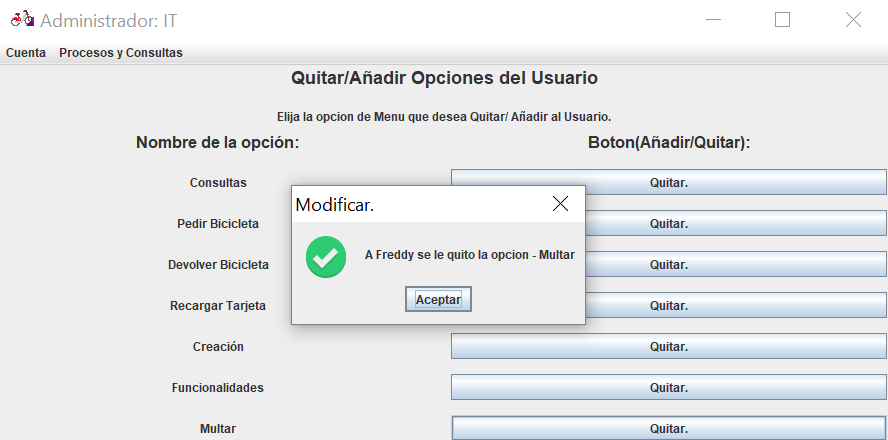 Administrador: IT
Cuenta Procesos y Consultas
Quitar/Añadir Opciones del Usuario
Elija la opcion de Menu que desea Quitar/ Añadir al Usuario.
Nombre de la opción: Boton(Añadir/Quitar):
Consultas Quitar.
Pedir Bicicleta Quitar.
Devolver Bicicleta Quitar.
Recargar Tarjeta Quitar.
Creación Quitar.
Funcionalidades Quitar.
Multar Quitar.
Modificar.
A Freddy se le quito la opcion - Multar
Aceptar